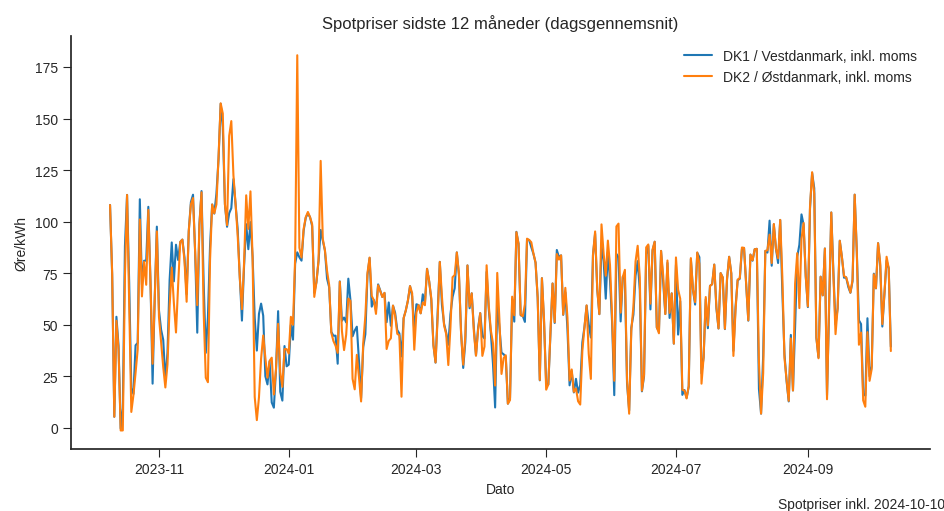 Spotpriser sidste 12 måneder (dagsgennemsnit)
DK1 / Vestdanmark, inkl. moms
DK2 / Østdanmark, inkl. moms
Øre/kWh
175
150
125
100
75
50
25
0
2023-11 2024-01 2024-03 2024-05 2024-07 2024-09
Dato
Spotpriser inkl. 2024-10-10